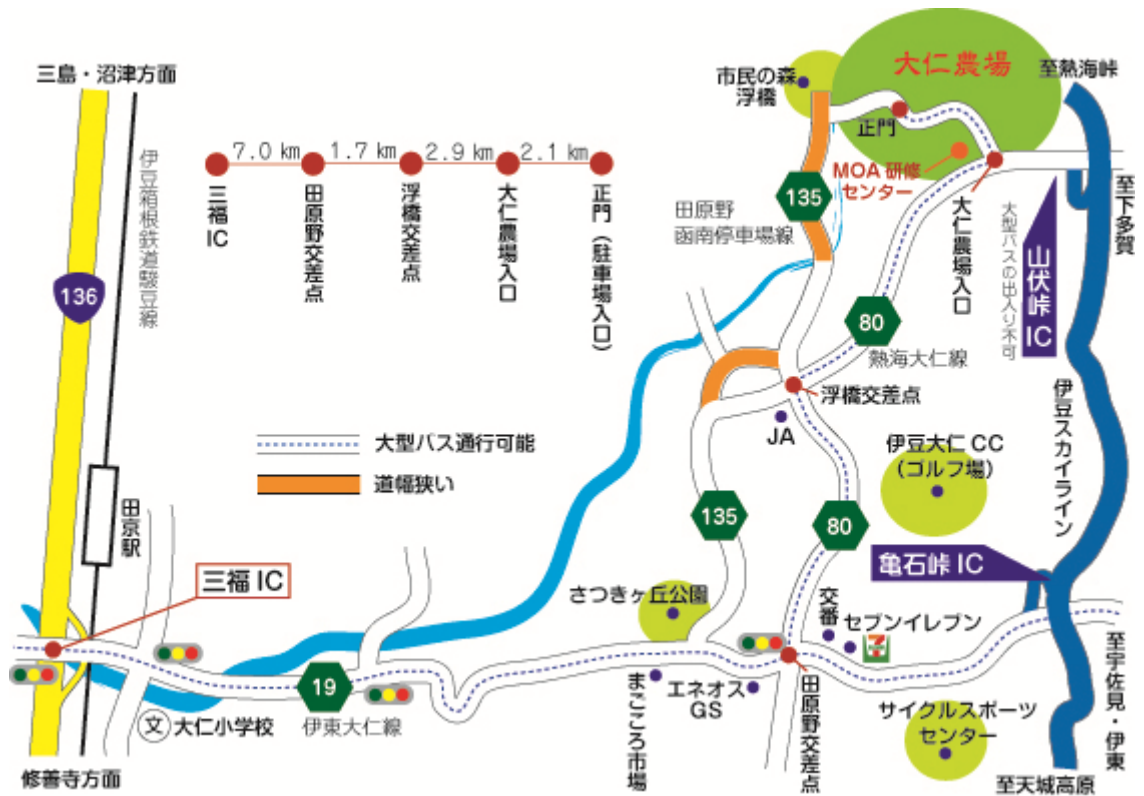 三島・沼津方面
伊豆箱根鉄道駿豆線
136
7.0 km
1.7 km
2.9 km
2.1 km
三福IC
田原野交差点
浮橋交差点
大仁農場入口
正門（駐車場入口）
市民の森
浮橋
大仁農場
正門
MOA 研修
センター
至熱海峠
至下多賀
大仁農場入口
大型バスの出入り不可
山伏峠IC
田原野
函南停車場線
135
80
熱海大仁線
浮橋交差点
JA
大型バス通行可能
道幅狭い
伊豆大仁 CC
（ゴルフ場）
伊豆スカイライン
135
80
田京駅
三福 IC
亀石峠 IC
さつきヶ丘公園
交番
セブンイレブン
19
伊東大仁線
文
大仁小学校
まごころ市場
エネオス
GS
田原野交差点
サイクルスポーツ
センター
至宇佐見・伊東
修善寺方面
至天城高原